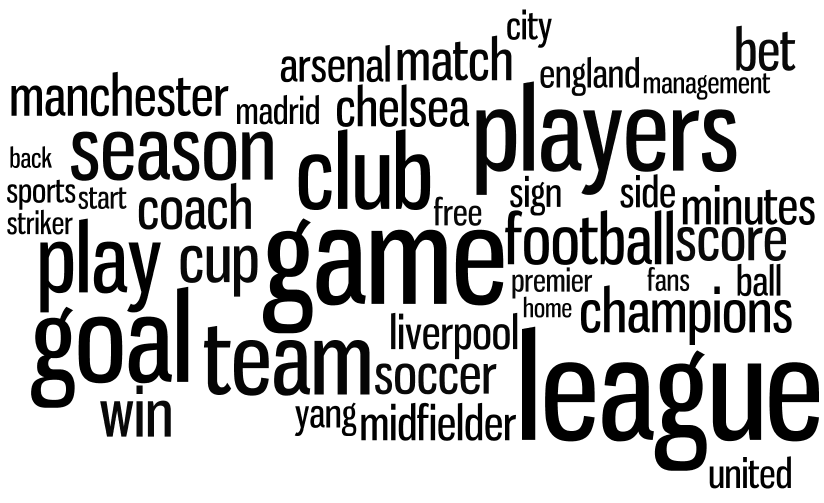 city
bet
arsenal match
england management
manchester madrid chelsea
players
back season club
sports start coach free sign side minutes
striker
play cup game football score
premier fans ball
home champions
goal team liverpool
soccer league
win yang midfielder
united